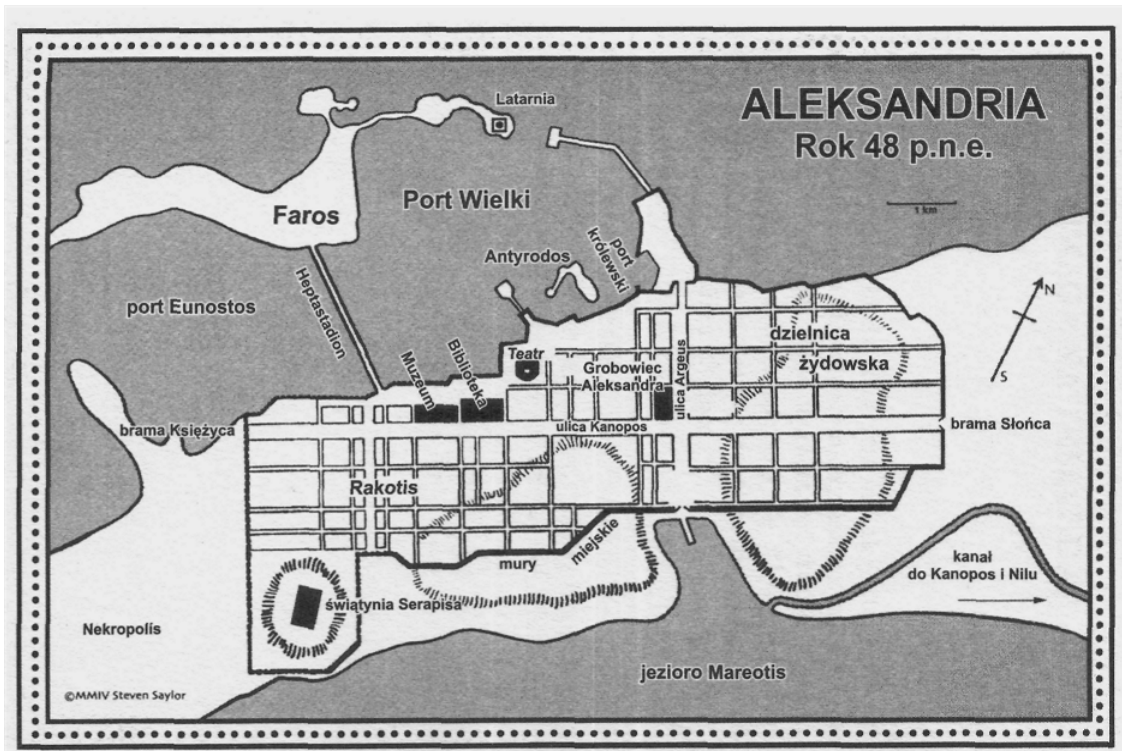 ALEKSANDRIA
Rok 48 p.n.e.
Latarnia
Port Wielki
Faros
1 km
port
królewski
Antyrodos
Heptastadion
port Eunostos
N
S
dzielnica
żydowska
Teatr
Biblioteka
Muzeum
Grobowiec
Aleksandra
ulica Argeus
ulica Kanopos
brama Księżyca
brama Słońca
Rakotis
mury
miejskie
kanał
do Kanopos i Nilu
świątynia Serapisa
Nekropolis
jezioro Mareotis
©MMIV Steven Saylor